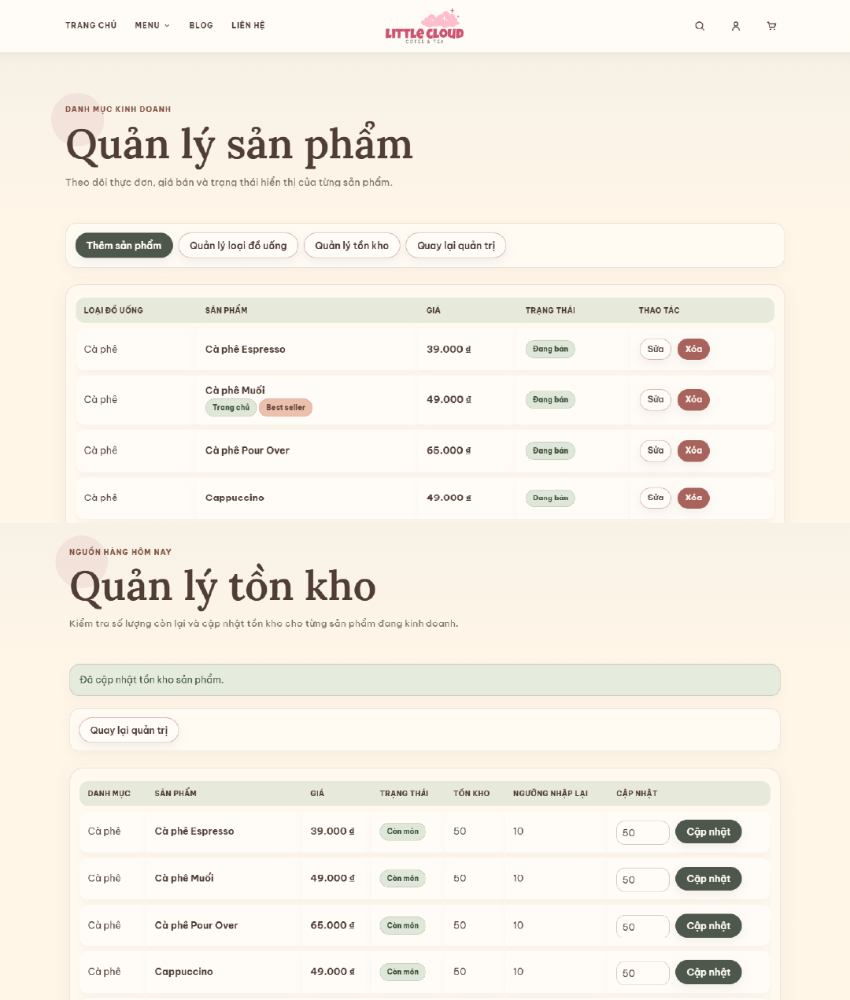 TRANG CHỦ MENU BLOG LIÊN HỆ
LITTLE CLOUD
COFEE & TEA
DANH MỤC KINH DOANH
Quản lý sản phẩm
Theo dõi thực đơn, giá bán và trạng thái hiển thị của từng sản phẩm.
Thêm sản phẩm Quản lý loại đồ uống Quản lý tồn kho Quay lại quản trị
LOẠI ĐỒ UỐNG SẢN PHẨM GIÁ TRẠNG THÁI THAO TÁC
Cà phê Cà phê Espresso 39.000 ₫ Đang bán Sửa Xóa
Cà phê Cà phê Muối 49.000 ₫ Đang bán Sửa Xóa
Trang chủ Best seller
Cà phê Cà phê Pour Over 65.000 ₫ Đang bán Sửa Xóa
Cà phê Cappuccino 49.000 ₫ Đang bán Sửa Xóa
NGUỒN HÀNG HÔM NAY
Quản lý tồn kho
Kiểm tra số lượng còn lại và cập nhật tồn kho cho từng sản phẩm đang kinh doanh.
Đã cập nhật tồn kho sản phẩm.
Quay lại quản trị
DANH MỤC SẢN PHẨM GIÁ TRẠNG THÁI TỒN KHO NGƯỠNG NHẬP LẠI CẬP NHẬT
Cà phê Cà phê Espresso 39.000 ₫ Còn món 50 10 50 Cập nhật
Cà phê Cà phê Muối 49.000 ₫ Còn món 50 10 50 Cập nhật
Cà phê Cà phê Pour Over 65.000 ₫ Còn món 50 10 50 Cập nhật
Cà phê Cappuccino 49.000 ₫ Còn món 50 10 50 Cập nhật